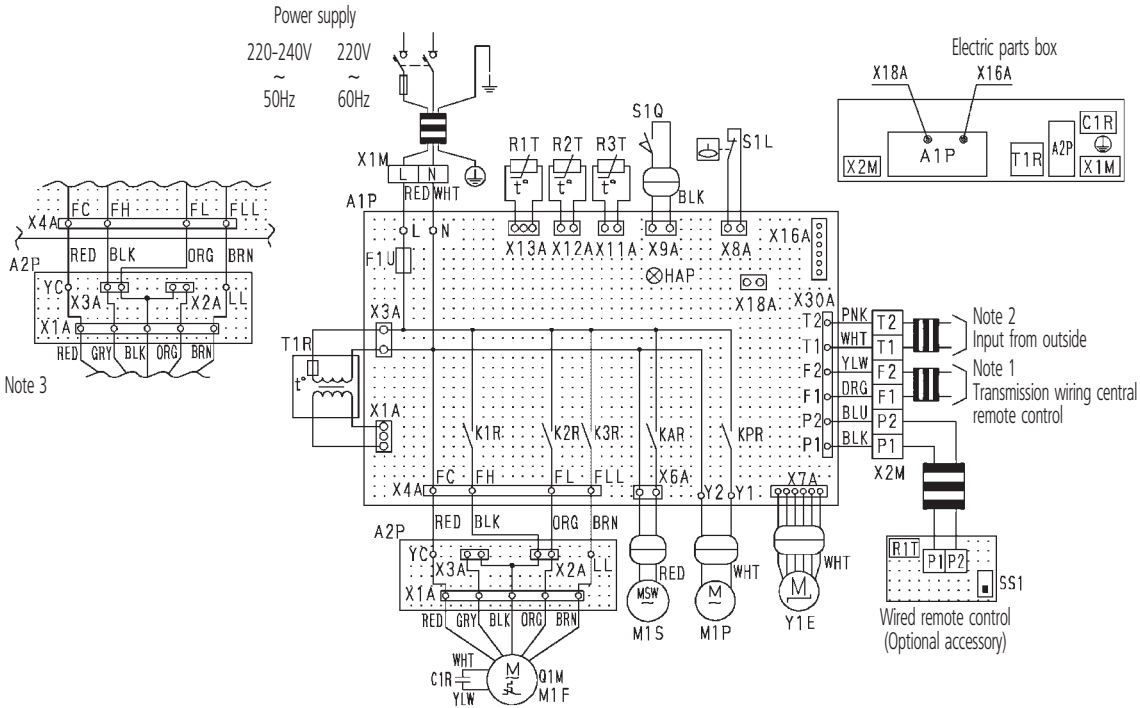 Power supply
220-240V 220V
~ ~
50Hz 60Hz
Electric parts box
X18A X16A
C1R
A1P T1R A2P
X2M X1M
S1Q S1L
R1T R2T R3T
t° t° t°
X1M L N
RED WHT
BLK
A1P
L N
X13A X12A X11A X9A X8A X16A
F1U
HAP
X18A
X30A
X3A
T1R
t°
X1A
T2 PNK T2
T1 WHT T1
Note 2
Input from outside
F2 YLW F2
F1 ORG F1
Note 1
Transmission wiring central
remote control
P2 BLU P2
P1 BLK P1
X2M
K1R K2R K3R KAR KPR
X4A FC FH FL FLL X6A Y2 Y1 X7A
RED BLK ORG BRN
A2P
YC X3A X2A LL
X1A
RED GRY BLK ORG BRN
WHT
C1R
YLW
M
~
Q1M
M1F
RED
MSW
~
M1S
WHT
M
~
M1P
WHT
M
Y1E
R1T P1 P2
SS1
Wired remote control
(Optional accessory)
FC FH FL FLL
X4A
RED BLK ORG BRN
A2P
YC X3A X2A LL
X1A
RED GRY BLK ORG BRN
Note 3